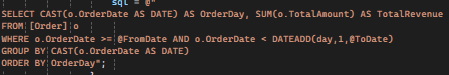 sql = @"
SELECT CAST(o.OrderDate AS DATE) AS OrderDay, SUM(o.TotalAmount) AS TotalRevenue
FROM [Order] o
WHERE o.OrderDate >= @FromDate AND o.OrderDate < DATEADD(day,1,@ToDate)
GROUP BY CAST(o.OrderDate AS DATE)
ORDER BY OrderDay";